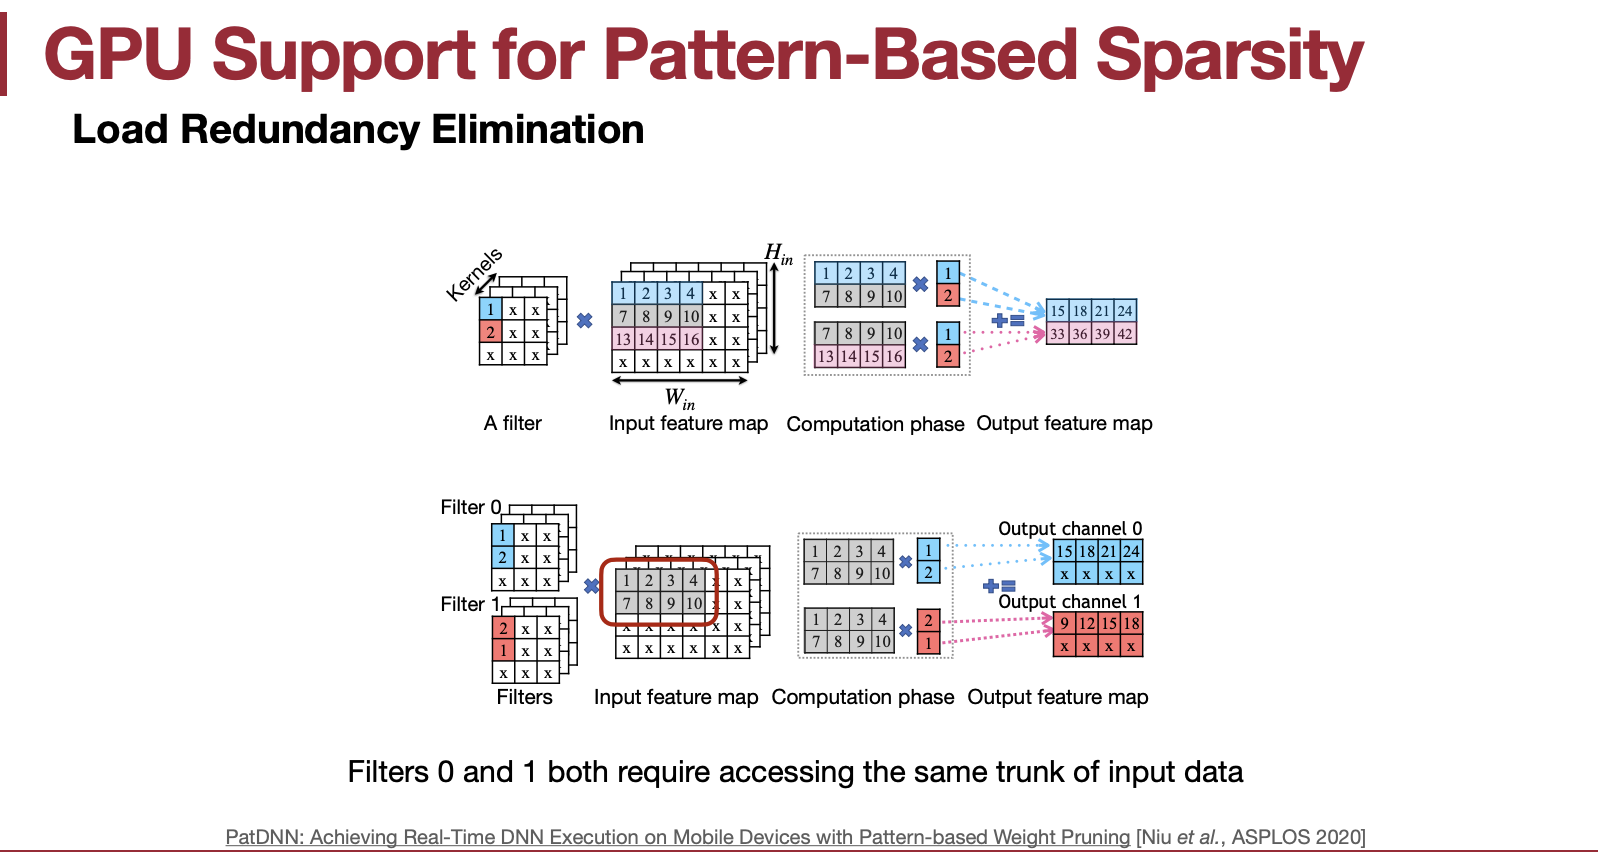 GPU Support for Pattern-Based Sparsity
Load Redundancy Elimination
Kernels
1 x x
2 x x
x x x
A filter
H_in
1 2 3 4 x x
7 8 9 10 x x
13 14 15 16 x x
x x x x x x
W_in
Input feature map
1 2 3 4
7 8 9 10
1
2
7 8 9 10
13 14 15 16
1
2
Computation phase
+=
15 18 21 24
33 36 39 42
Output feature map
Filter 0
1 x x
2 x x
x x x
Filter 1
2 x x
1 x x
x x x
Filters
1 2 3 4 x x
7 8 9 10 x x
x x x x x x
x x x x x x
Input feature map
1 2 3 4
7 8 9 10
1
2
1 2 3 4
7 8 9 10
2
1
Computation phase
+=
Output channel 0
15 18 21 24
x x x x
Output channel 1
9 12 15 18
x x x x
Output feature map
Filters 0 and 1 both require accessing the same trunk of input data
PatDNN: Achieving Real-Time DNN Execution on Mobile Devices with Pattern-based Weight Pruning [Niu et al., ASPLOS 2020]